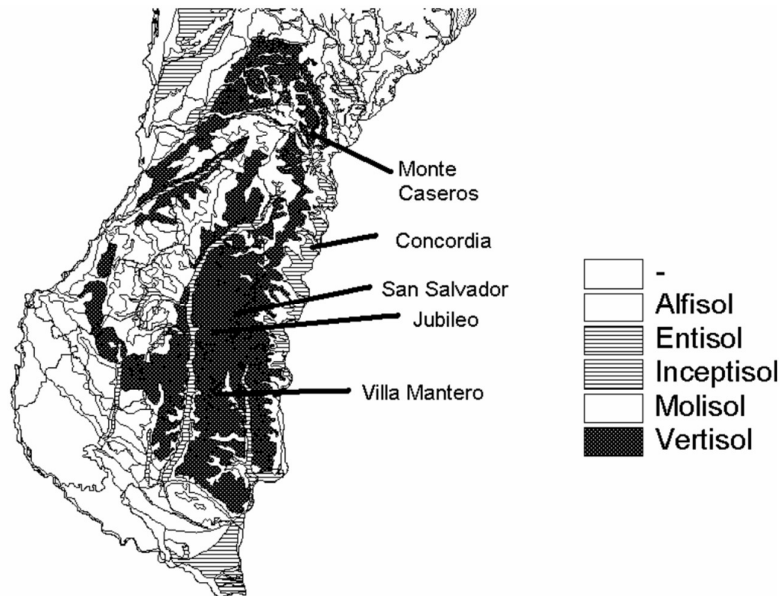 Monte
Caseros
Concordia
San Salvador
Jubileo
Villa Mantero
-
Alfisol
Entisol
Inceptisol
Molisol
Vertisol